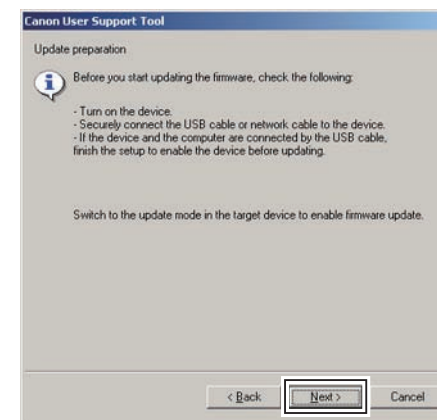 Canon User Support Tool
Update preparation
Before you start updating the firmware, check the following:
- Turn on the device.
- Securely connect the USB cable or network cable to the device.
- If the device and the computer are connected by the USB cable,
finish the setup to enable the device before updating.
Switch to the update mode in the target device to enable firmware update.
< Back Next > Cancel